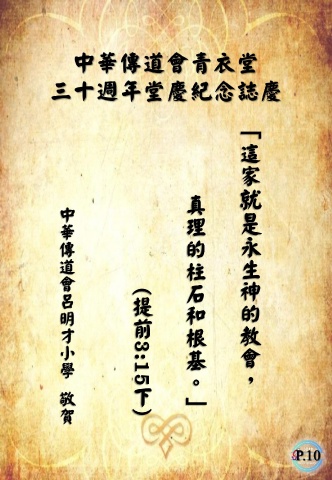 中華傳道會青衣堂
三十週年堂慶紀念誌慶
「這家就是永生神的教會，
真理的柱石和根基。」
(提前3:15下)
中華傳道會呂明才小學 敬賀
P.10